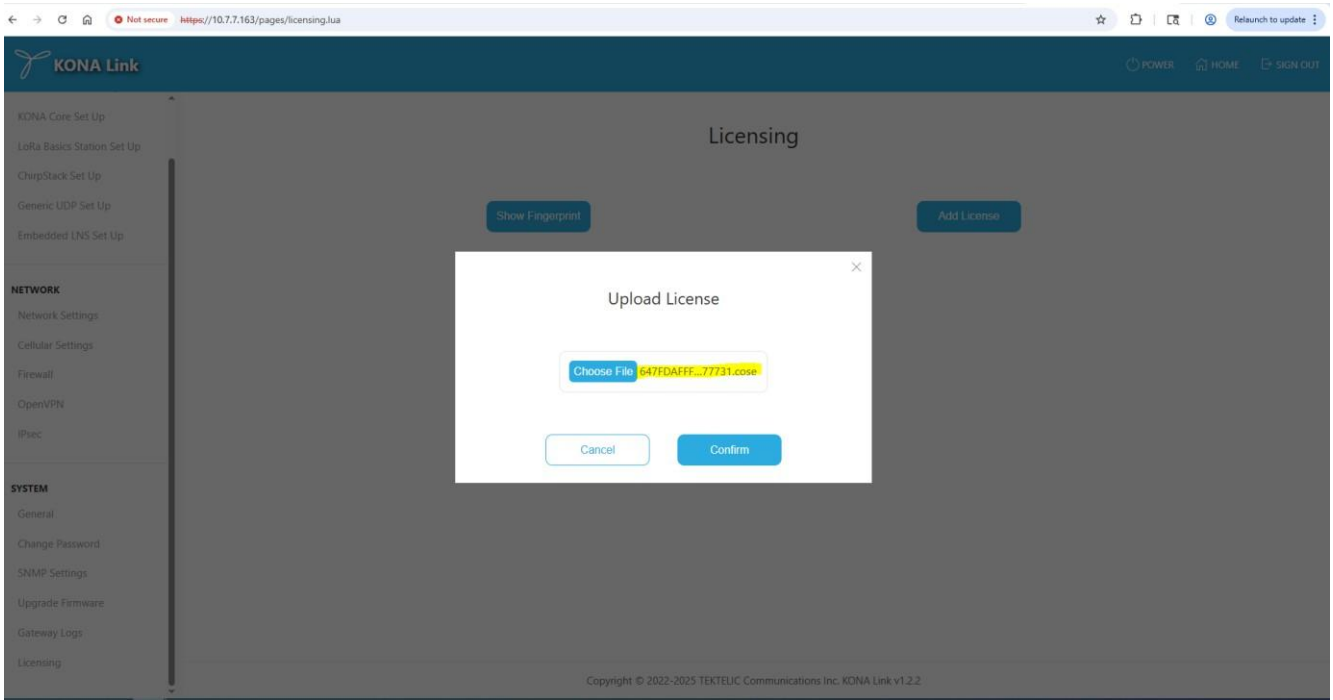 Not secure https://10.7.7.163/pages/licensing.lua Relaunch to update
KONA Link POWER HOME SIGN OUT
KONA Core Set Up
LoRa Basics Station Set Up
ChirpStack Set Up
Generic UDP Set Up
Embedded LNS Set Up
NETWORK
Network Settings
Cellular Settings
Firewall
OpenVPN
IPsec
SYSTEM
General
Change Password
SNMP Settings
Upgrade Firmware
Gateway Logs
Licensing
Licensing
Show Fingerprint Add License
Upload License
Choose File 647FDAFFF...77731.cose
Cancel Confirm
Copyright © 2022-2025 TEKTELIC Communications Inc. KONA Link v1.2.2